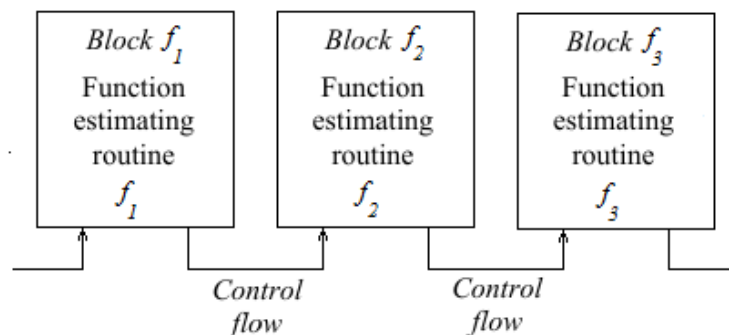 Block f1
Function
estimating
routine
f1
Block f2
Function
estimating
routine
f2
Block f3
Function
estimating
routine
f3
Control
flow
Control
flow